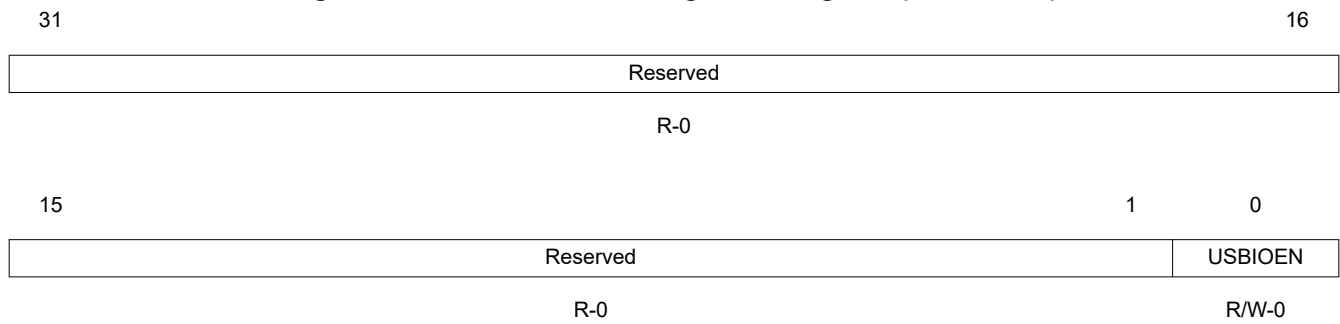 31 16
Reserved
R-0
15 1 0
Reserved USBIOEN
R-0 R/W-0